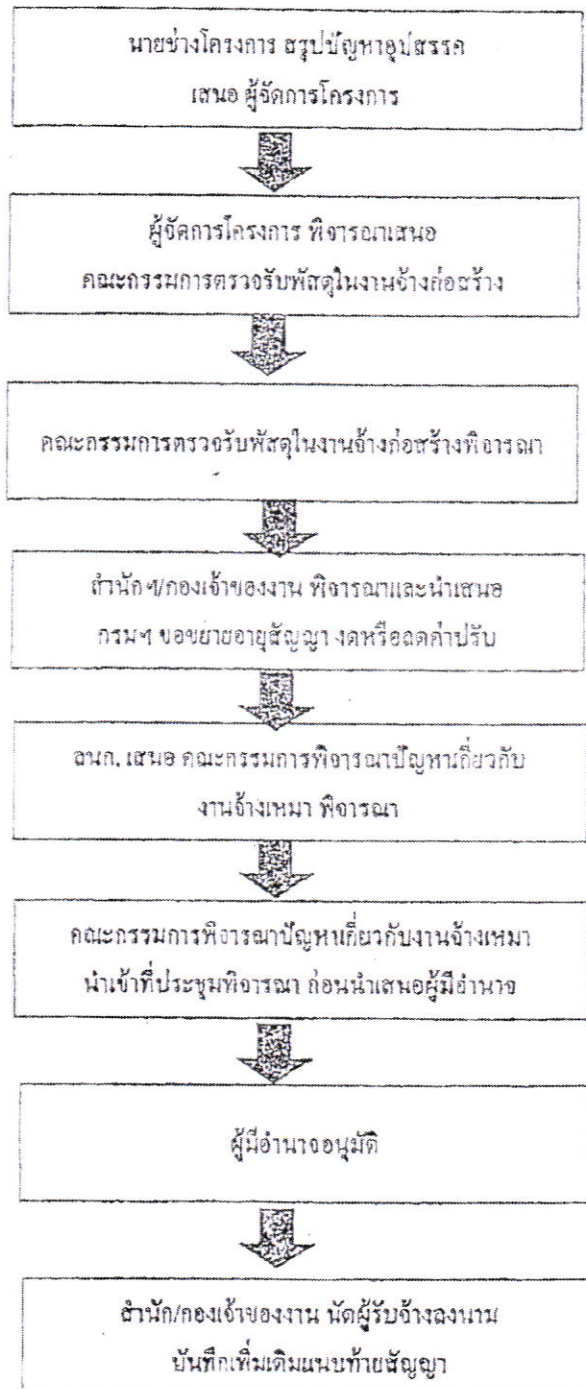 นายช่างโครงการ สรุปปัญหาอุปสรรค
เสนอ ผู้จัดการโครงการ
ผู้จัดการโครงการ พิจารณาเสนอ
คณะกรรมการตรวจรับพัสดุในงานจ้างก่อสร้าง
คณะกรรมการตรวจรับพัสดุในงานจ้างก่อสร้างพิจารณา
สำนักฯ/กองเจ้าของงาน พิจารณาและนำเสนอ
กรมฯ ขอขยายอายุสัญญา งดหรือลดค่าปรับ
ลนก. เสนอ คณะกรรมการพิจารณาปัญหาเกี่ยวกับ
งานจ้างเหมา พิจารณา
คณะกรรมการพิจารณาปัญหาเกี่ยวกับงานจ้างเหมา
นำเข้าที่ประชุมพิจารณา ก่อนนำเสนอผู้มีอำนาจ
ผู้มีอำนาจอนุมัติ
สำนัก/กองเจ้าของงาน นัดผู้รับจ้างลงนาม
บันทึกเพิ่มเติมแนบท้ายสัญญา